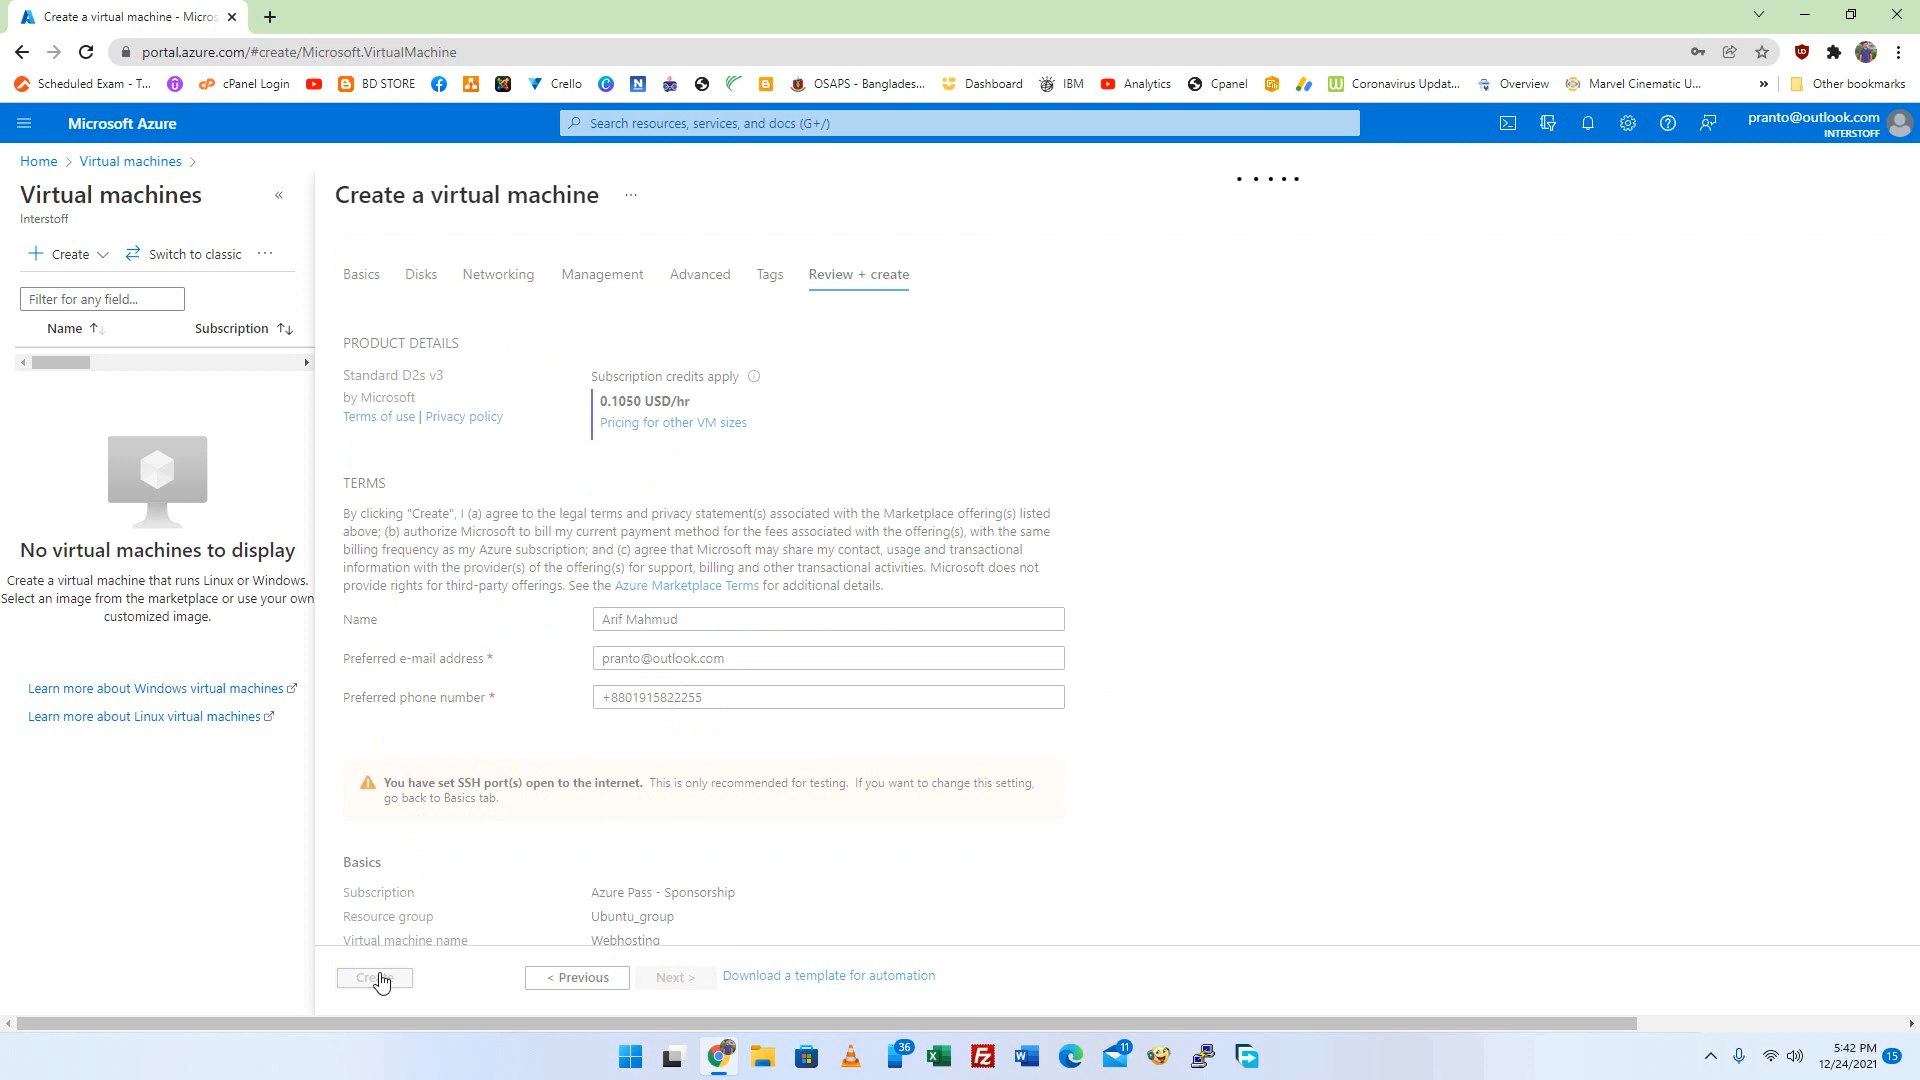 Create a virtual machine - Micros
portal.azure.com/#create/Microsoft.VirtualMachine
Scheduled Exam - T...
cPanel Login
BD STORE
Crello
OSAPS - Banglades...
Dashboard
IBM
Analytics
Cpanel
Coronavirus Updat...
Overview
Marvel Cinematic U...
»
Other bookmarks
Microsoft Azure
Search resources, services, and docs (G+/)
pranto@outlook.com
INTERSTOFF
Home > Virtual machines >
Virtual machines
«
Interstoff
Create
Switch to classic
...
Filter for any field...
Name
Subscription
No virtual machines to display
Create a virtual machine that runs Linux or Windows.
Select an image from the marketplace or use your own
customized image.
Learn more about Windows virtual machines
Learn more about Linux virtual machines
Create a virtual machine
...
Basics
Disks
Networking
Management
Advanced
Tags
Review + create
PRODUCT DETAILS
Standard D2s v3
by Microsoft
Terms of use | Privacy policy
Subscription credits apply
0.1050 USD/hr
Pricing for other VM sizes
TERMS
By clicking "Create", I (a) agree to the legal terms and privacy statement(s) associated with the Marketplace offering(s) listed
above; (b) authorize Microsoft to bill my current payment method for the fees associated with the offering(s), with the same
billing frequency as my Azure subscription; and (c) agree that Microsoft may share my contact, usage and transactional
information with the provider(s) of the offering(s) for support, billing and other transactional activities. Microsoft does not
provide rights for third-party offerings. See the Azure Marketplace Terms for additional details.
Name
Arif Mahmud
Preferred e-mail address *
pranto@outlook.com
Preferred phone number *
+8801915822255
You have set SSH port(s) open to the internet. This is only recommended for testing. If you want to change this setting,
go back to Basics tab.
Basics
Subscription
Azure Pass - Sponsorship
Resource group
Ubuntu_group
Virtual machine name
Webhosting
Create
< Previous
Next >
Download a template for automation
36
11
5:42 PM
12/24/2021
15